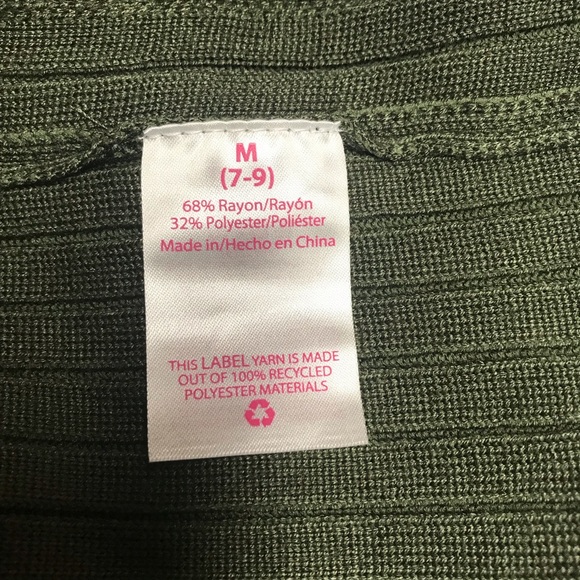 M
(7-9)
68% Rayon/Rayón
32% Polyester/Poliéster
Made in/Hecho en China
THIS LABEL YARN IS MADE
OUT OF 100% RECYCLED
POLYESTER MATERIALS